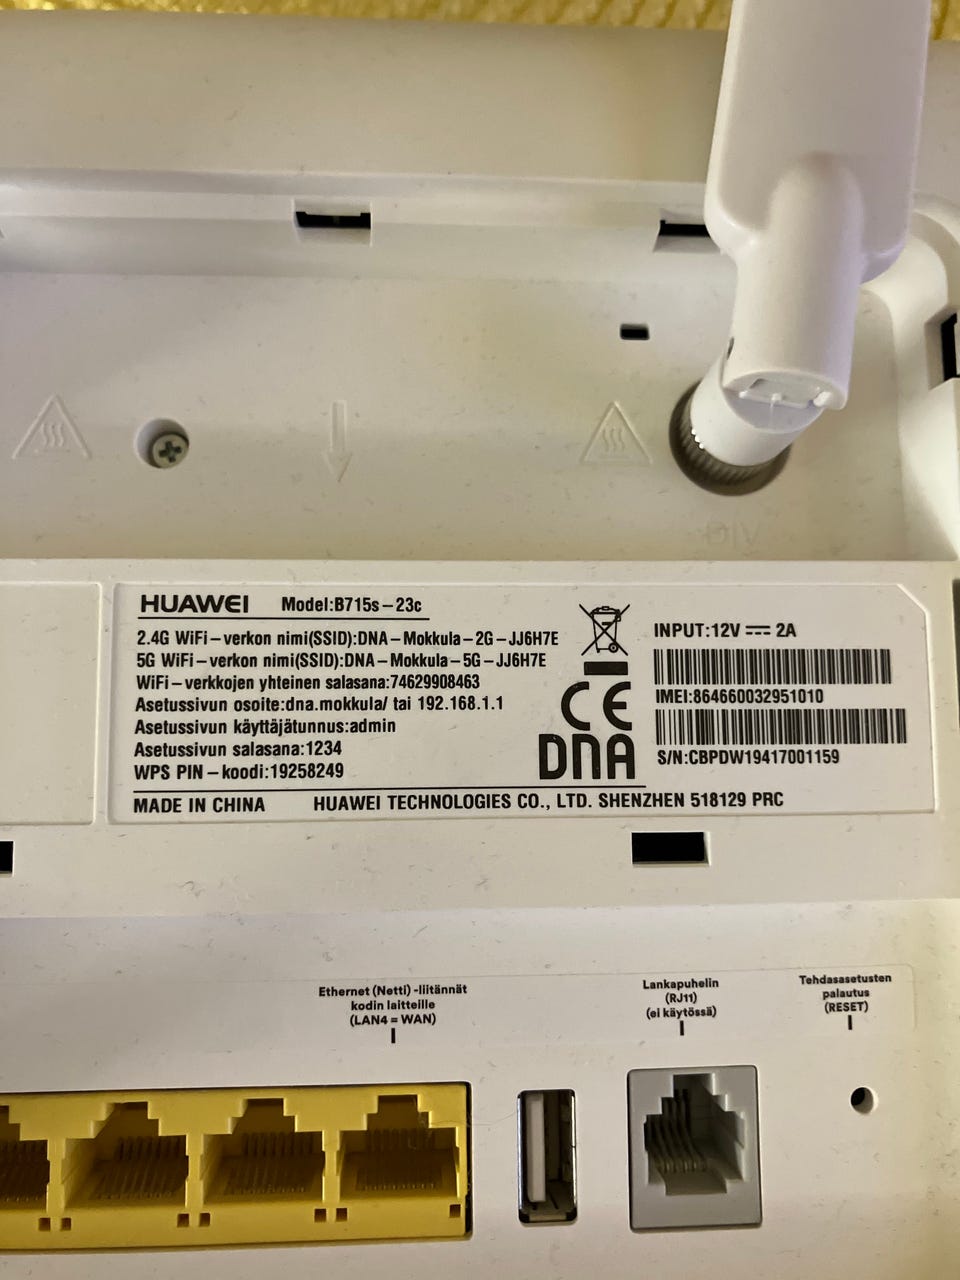 DIV
HUAWEI Model:B715s-23c
2.4G WiFi-verkon nimi(SSID):DNA-Mokkula-2G-JJ6H7E
5G WiFi-verkon nimi(SSID):DNA-Mokkula-5G-JJ6H7E
WiFi-verkkojen yhteinen salasana:74629908463
Asetussivun osoite:dna.mokkula/ tai 192.168.1.1
Asetussivun käyttäjätunnus:admin
Asetussivun salasana:1234
WPS PIN-koodi:19258249
CE
DNA
INPUT:12V ⎓ 2A
IMEI:864660032951010
S/N:CBPDW19417001159
MADE IN CHINA HUAWEI TECHNOLOGIES CO., LTD. SHENZHEN 518129 PRC
Ethernet (Netti) -liitännät
kodin laitteille
(LAN4 = WAN)
Lankapuhelin
(RJ11)
(ei käytössä)
Tehdasasetusten
palautus
(RESET)